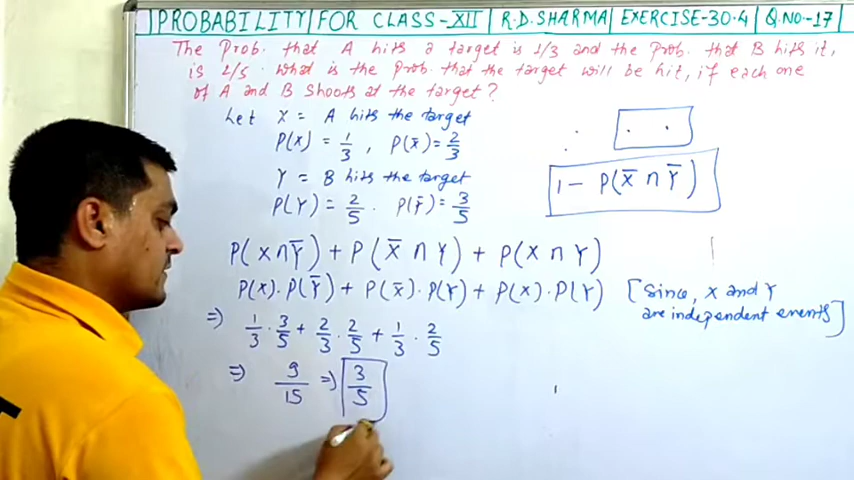 PROBABILITY FOR CLASS-XII | R.D.SHARMA | EXERCISE-30.4 | Q.NO-17
The Prob. that A hits a target is 1/3 and the Prob. that B hits it,
is 2/5. What is the Prob. that the target will be hit, if each one
of A and B Shoots at the target?
Let X = A hits the target
P(X) = 1/3 , P(X̄) = 2/3
Y = B hits the target
P(Y) = 2/5 . P(Ȳ) = 3/5
1 - P(X̄ ∩ Ȳ)
P(X ∩ Ȳ) + P(X̄ ∩ Y) + P(X ∩ Y)
P(X). P(Ȳ) + P(X̄). P(Y) + P(X). P(Y) [Since, X and Y
are independent events]
⇒ 1/3 . 3/5 + 2/3 . 2/5 + 1/3 . 2/5
⇒ 9/15 ⇒ 3/5